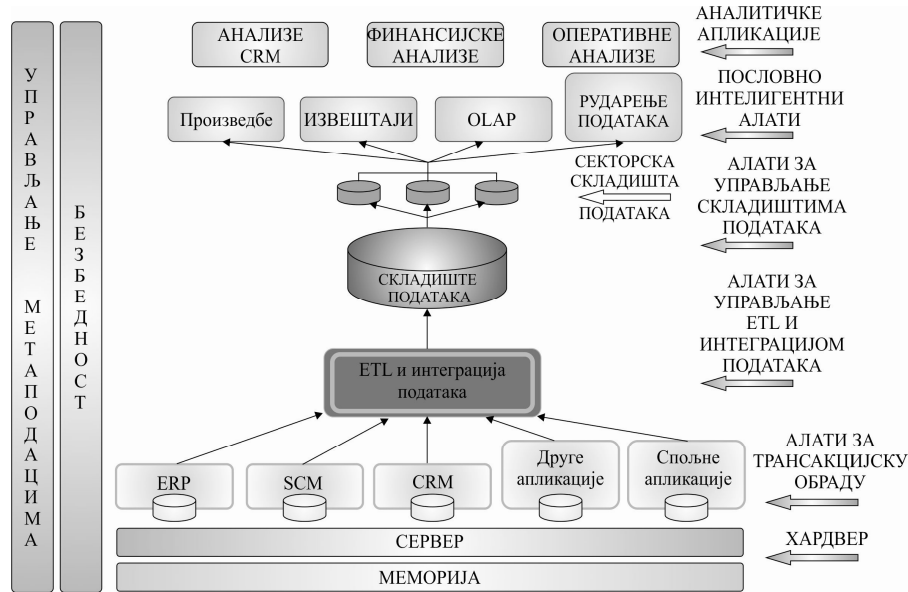 УПРАВЉАЊЕ МЕТАПОДАЦИМА
БЕЗБЕДНОСТ
АНАЛИЗЕ
CRM
ФИНАНСИЈСКЕ
АНАЛИЗЕ
ОПЕРАТИВНЕ
АНАЛИЗЕ
АНАЛИТИЧКЕ
АПЛИКАЦИЈЕ
Произведбе
ИЗВЕШТАЈИ
OLAP
РУДАРЕЊЕ
ПОДАТАКА
ПОСЛОВНО
ИНТЕЛИГЕНТНИ
АЛАТИ
СЕКТОРСКА
СКЛАДИШТА
ПОДАТАКА
АЛАТИ ЗА
УПРАВЉАЊЕ
СКЛАДИШТИМА
ПОДАТАКА
СКЛАДИШТЕ
ПОДАТАКА
АЛАТИ ЗА
УПРАВЉАЊЕ
ETL И
ИНТЕГРАЦИЈОМ
ПОДАТАКА
ETL и интеграција
података
ERP
SCM
CRM
Друге
апликације
Спољне
апликације
АЛАТИ ЗА
ТРАНСАКЦИЈСКУ
ОБРАДУ
СЕРВЕР
ХАРДВЕР
МЕМОРИЈА